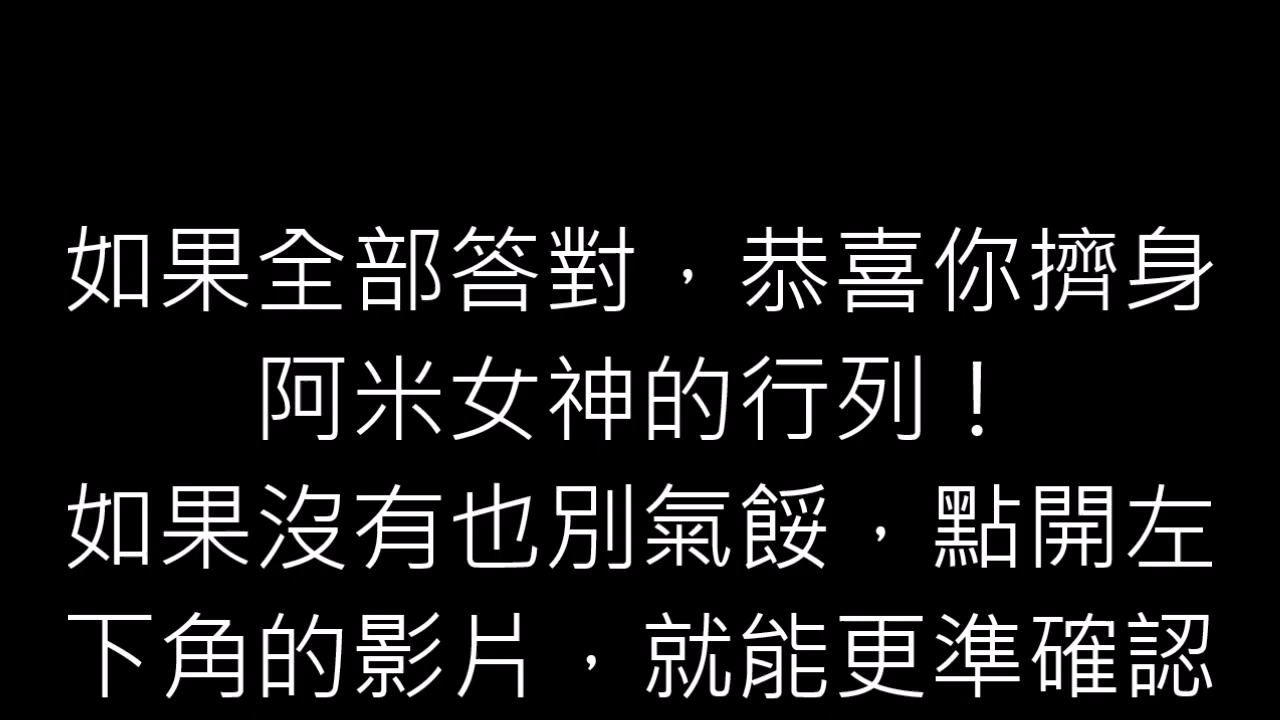 如果全部答對，恭喜你擠身
阿米女神的行列！
如果沒有也別氣餒，點開左
下角的影片，就能更準確認